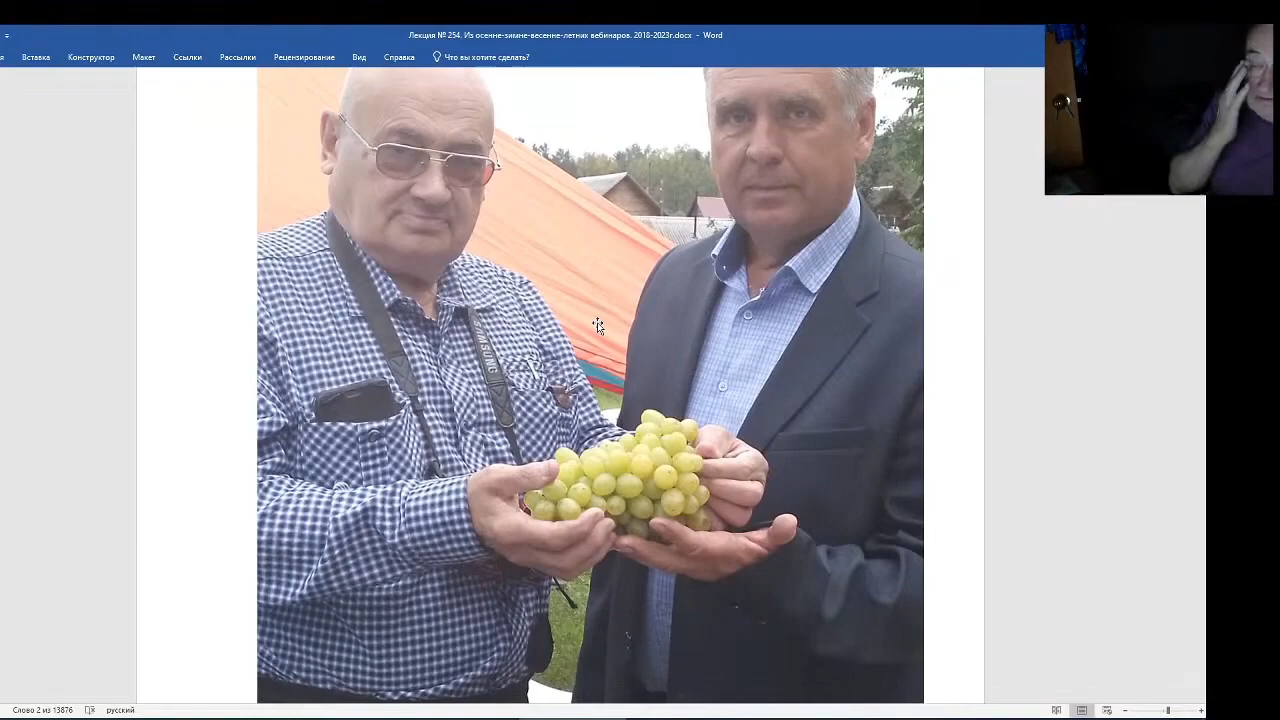 Лекция № 254. Из осенне-зимне-весенне-летних вебинаров. 2018-2023г.docx - Word
Вставка Конструктор Макет Ссылки Рассылки Рецензирование Вид Справка Что вы хотите сделать?
SAMSUNG
Слово 2 из 13876 русский